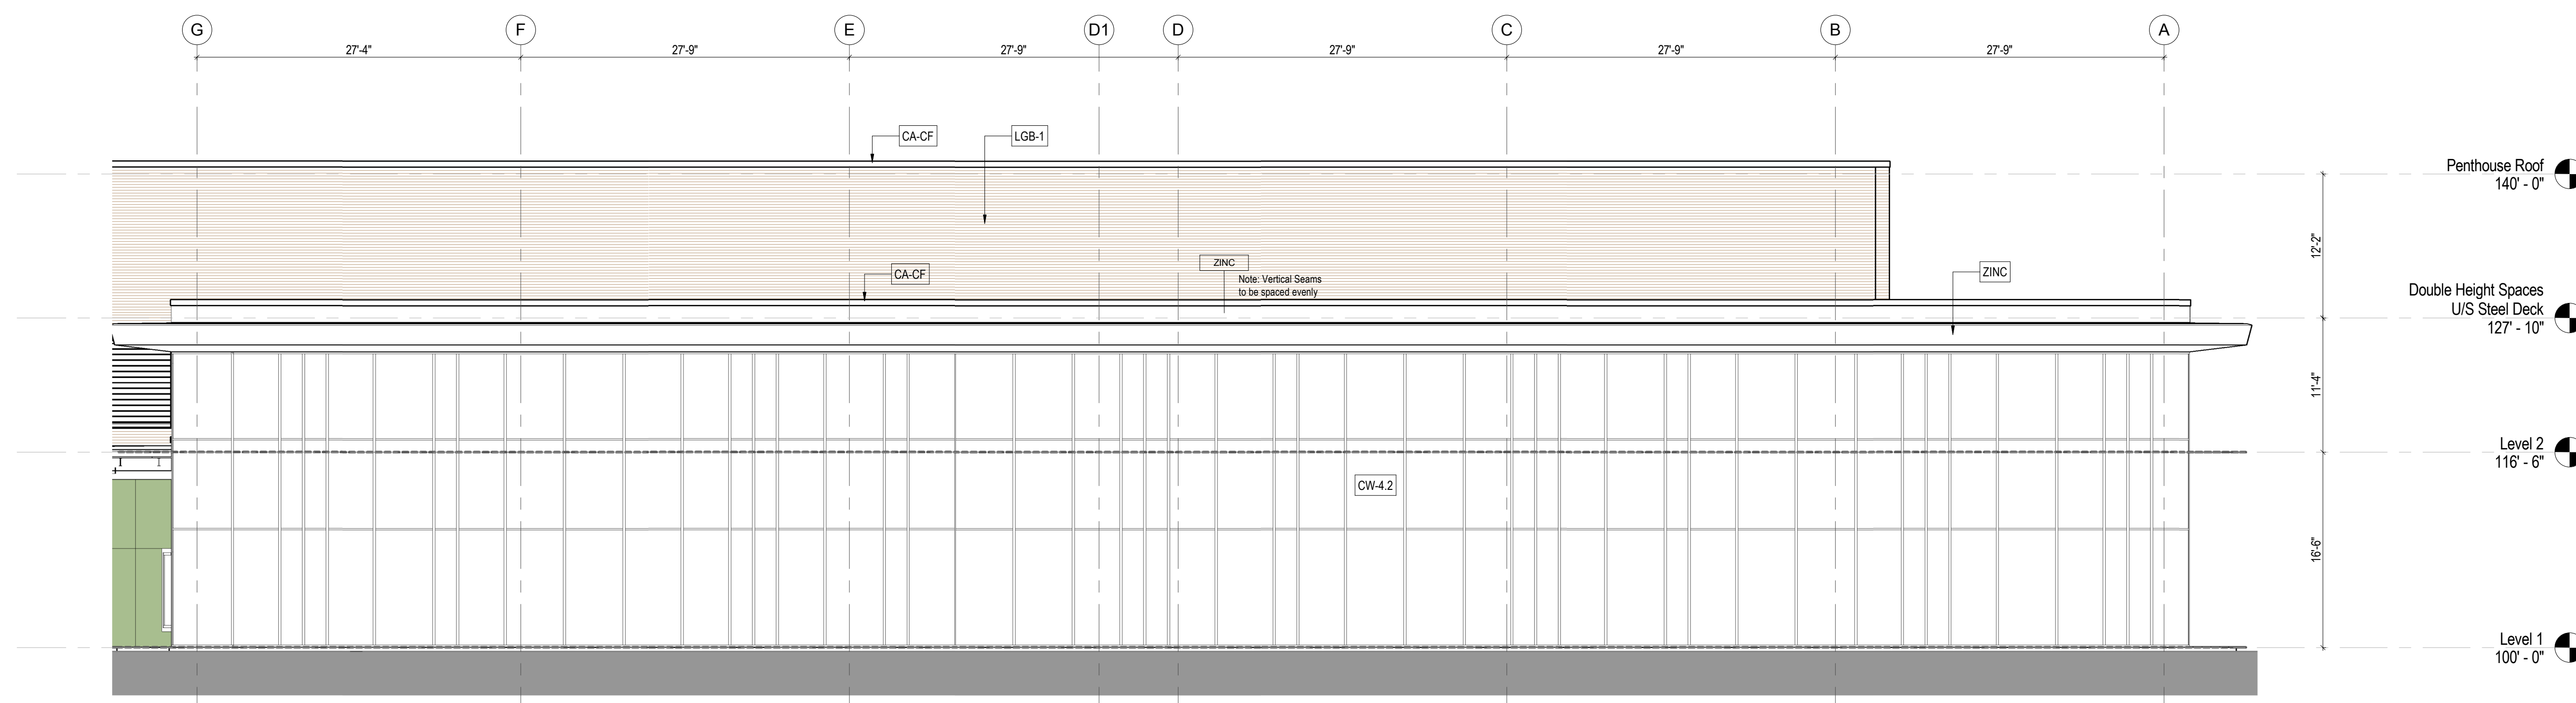 G F E D1 D C B A
27'-4" 27'-9" 27'-9" 27'-9" 27'-9" 27'-9"
CA-CF LGB-1
Penthouse Roof
140' - 0"
12'-2"
ZINC
CA-CF
ZINC
Note: Vertical Seams
to be spaced evenly
Double Height Spaces
U/S Steel Deck
127' - 10"
11'-4"
Level 2
116' - 6"
CW-4.2
16'-6"
Level 1
100' - 0"